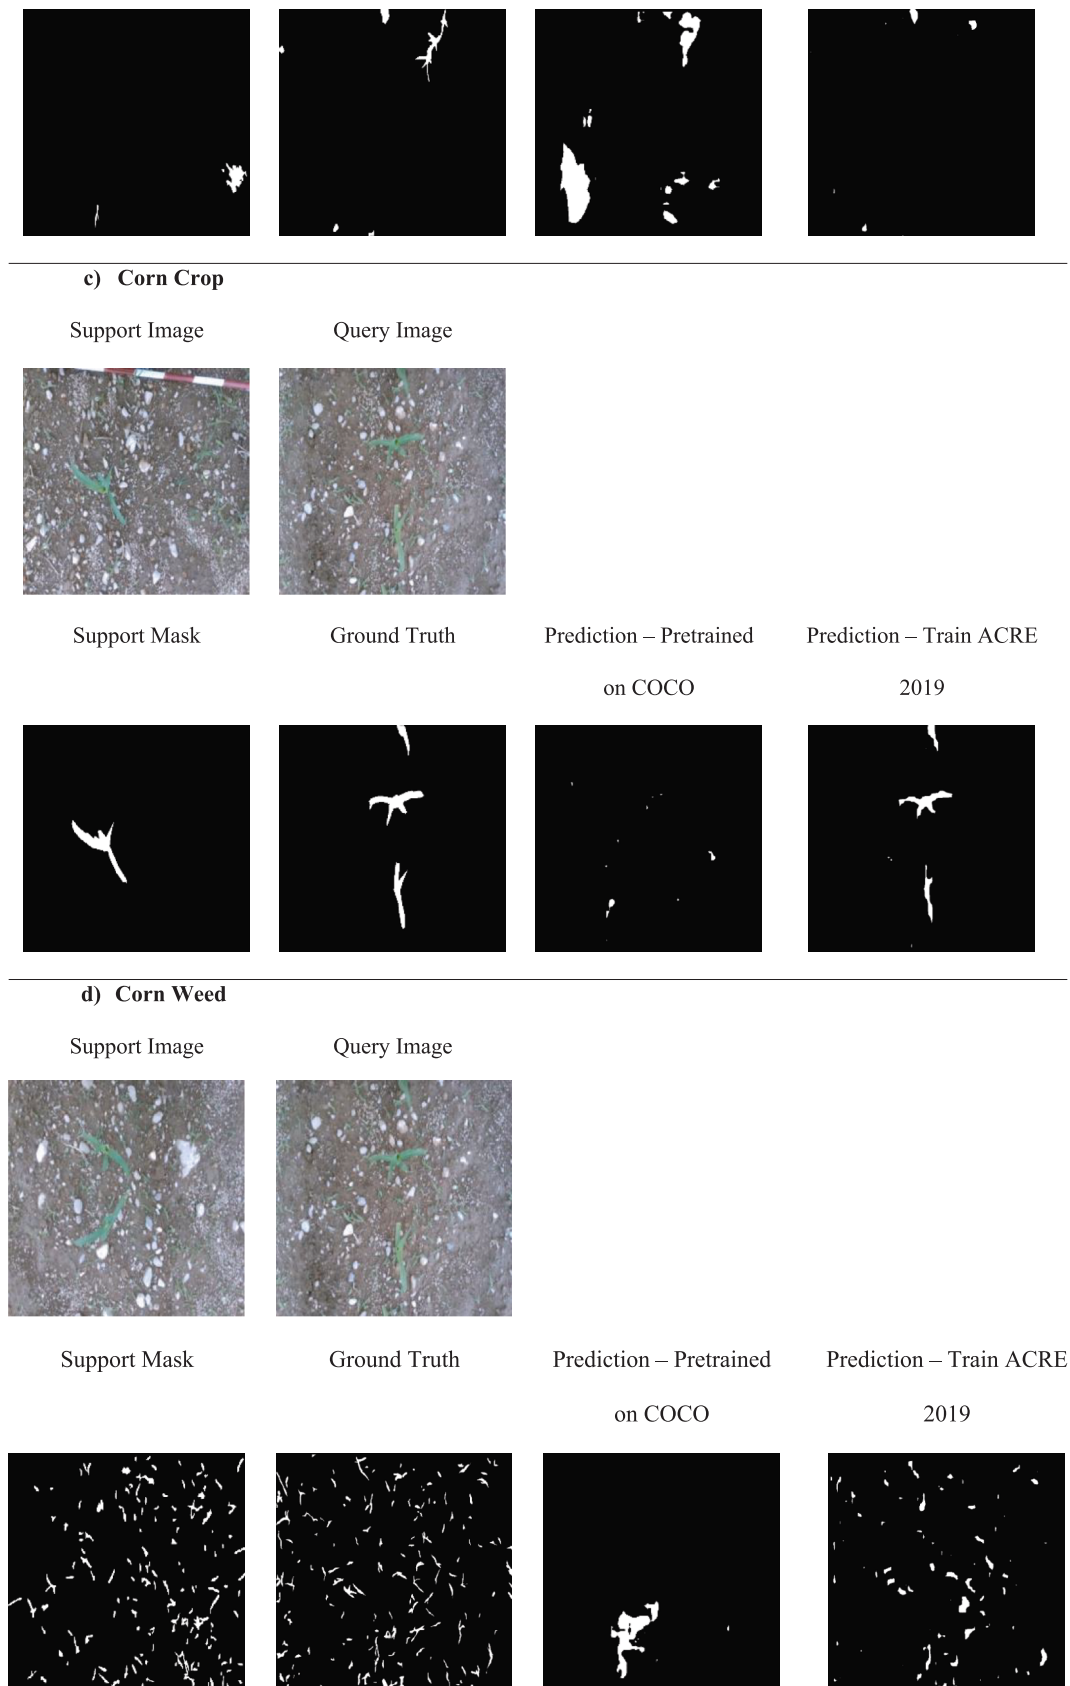 c) Corn Crop
Support Image Query Image
Support Mask Ground Truth Prediction – Pretrained Prediction – Train ACRE
on COCO 2019
d) Corn Weed
Support Image Query Image
Support Mask Ground Truth Prediction – Pretrained Prediction – Train ACRE
on COCO 2019